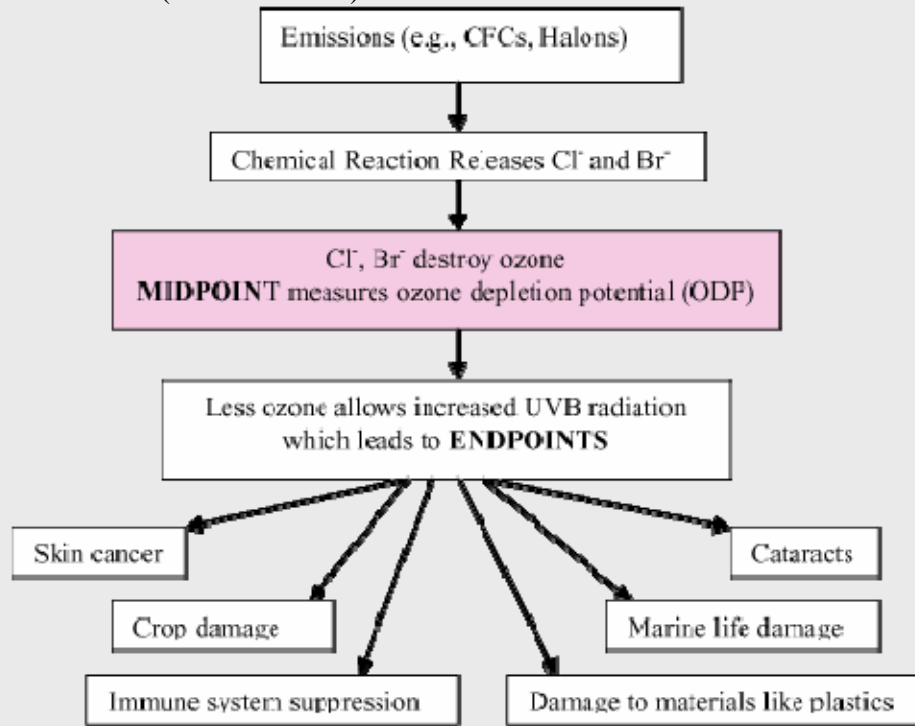 Emissions (e.g., CFCs, Halons)
Chemical Reaction Releases Cl⁻ and Br⁻
Cl⁻, Br⁻ destroy ozone
MIDPOINT measures ozone depletion potential (ODP)
Less ozone allows increased UVB radiation
which leads to ENDPOINTS
Skin cancer
Cataracts
Crop damage
Marine life damage
Immune system suppression
Damage to materials like plastics